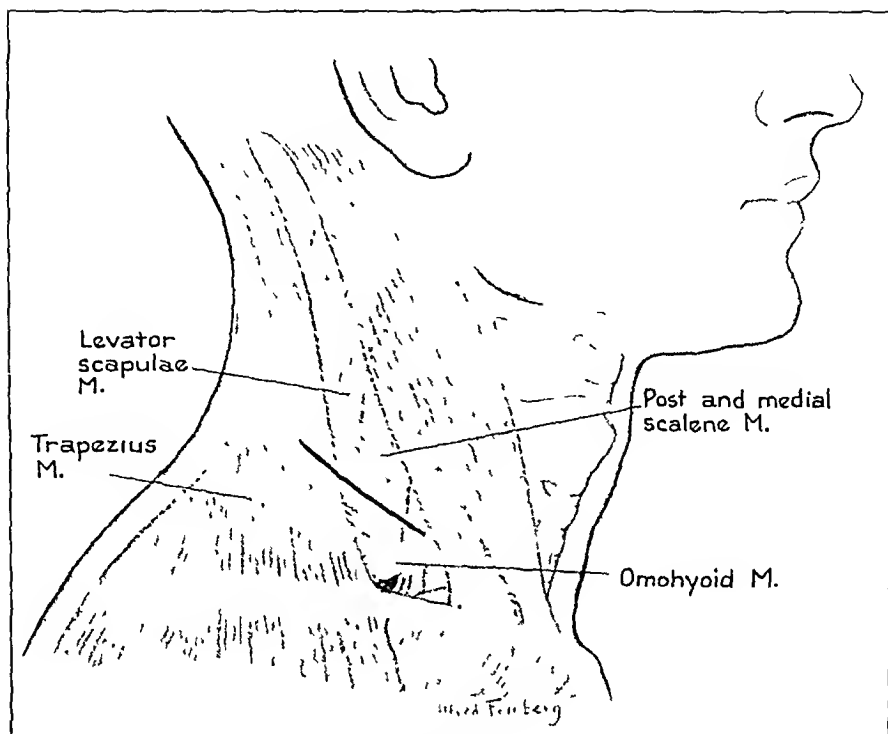 Levator
scapulae
M.
Trapezius
M.
Post and medial
scalene M.
Omohyoid M.